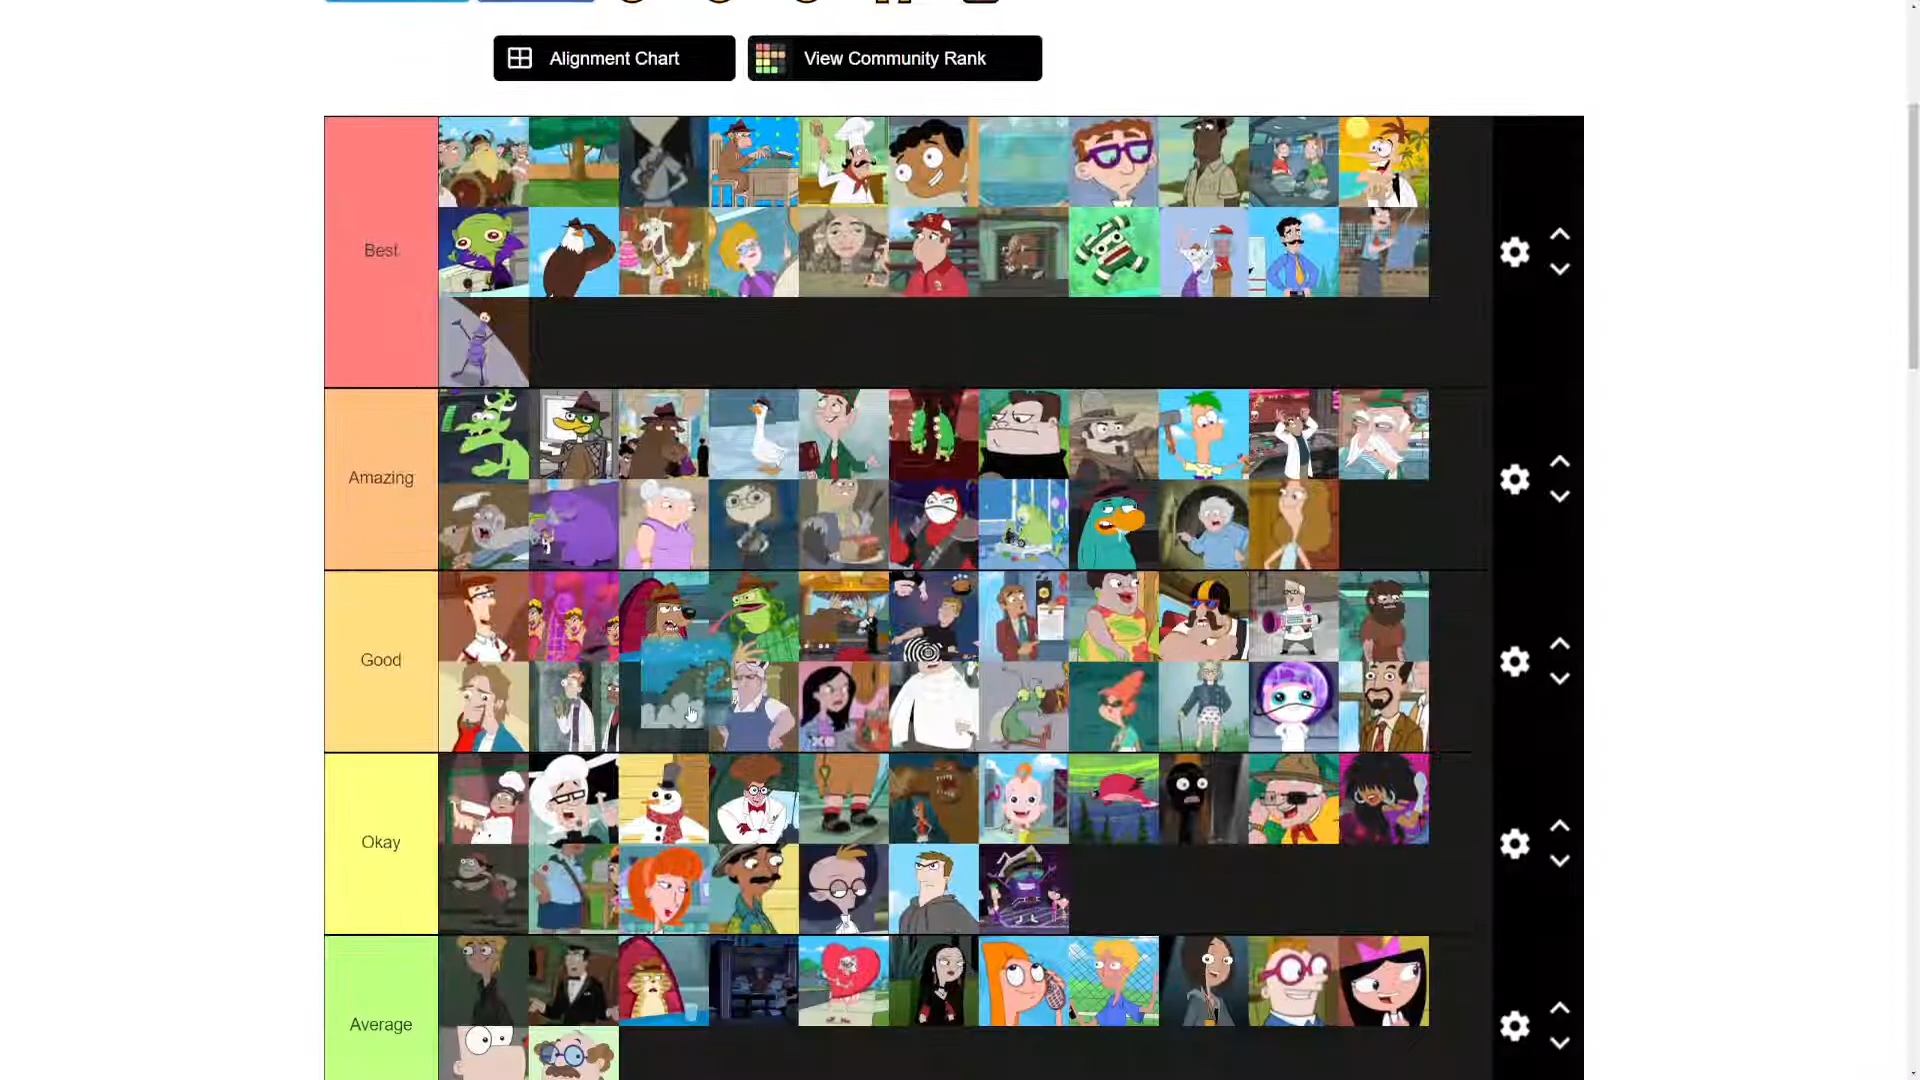 Alignment Chart
View Community Rank
Best
Amazing
Good
Okay
Average